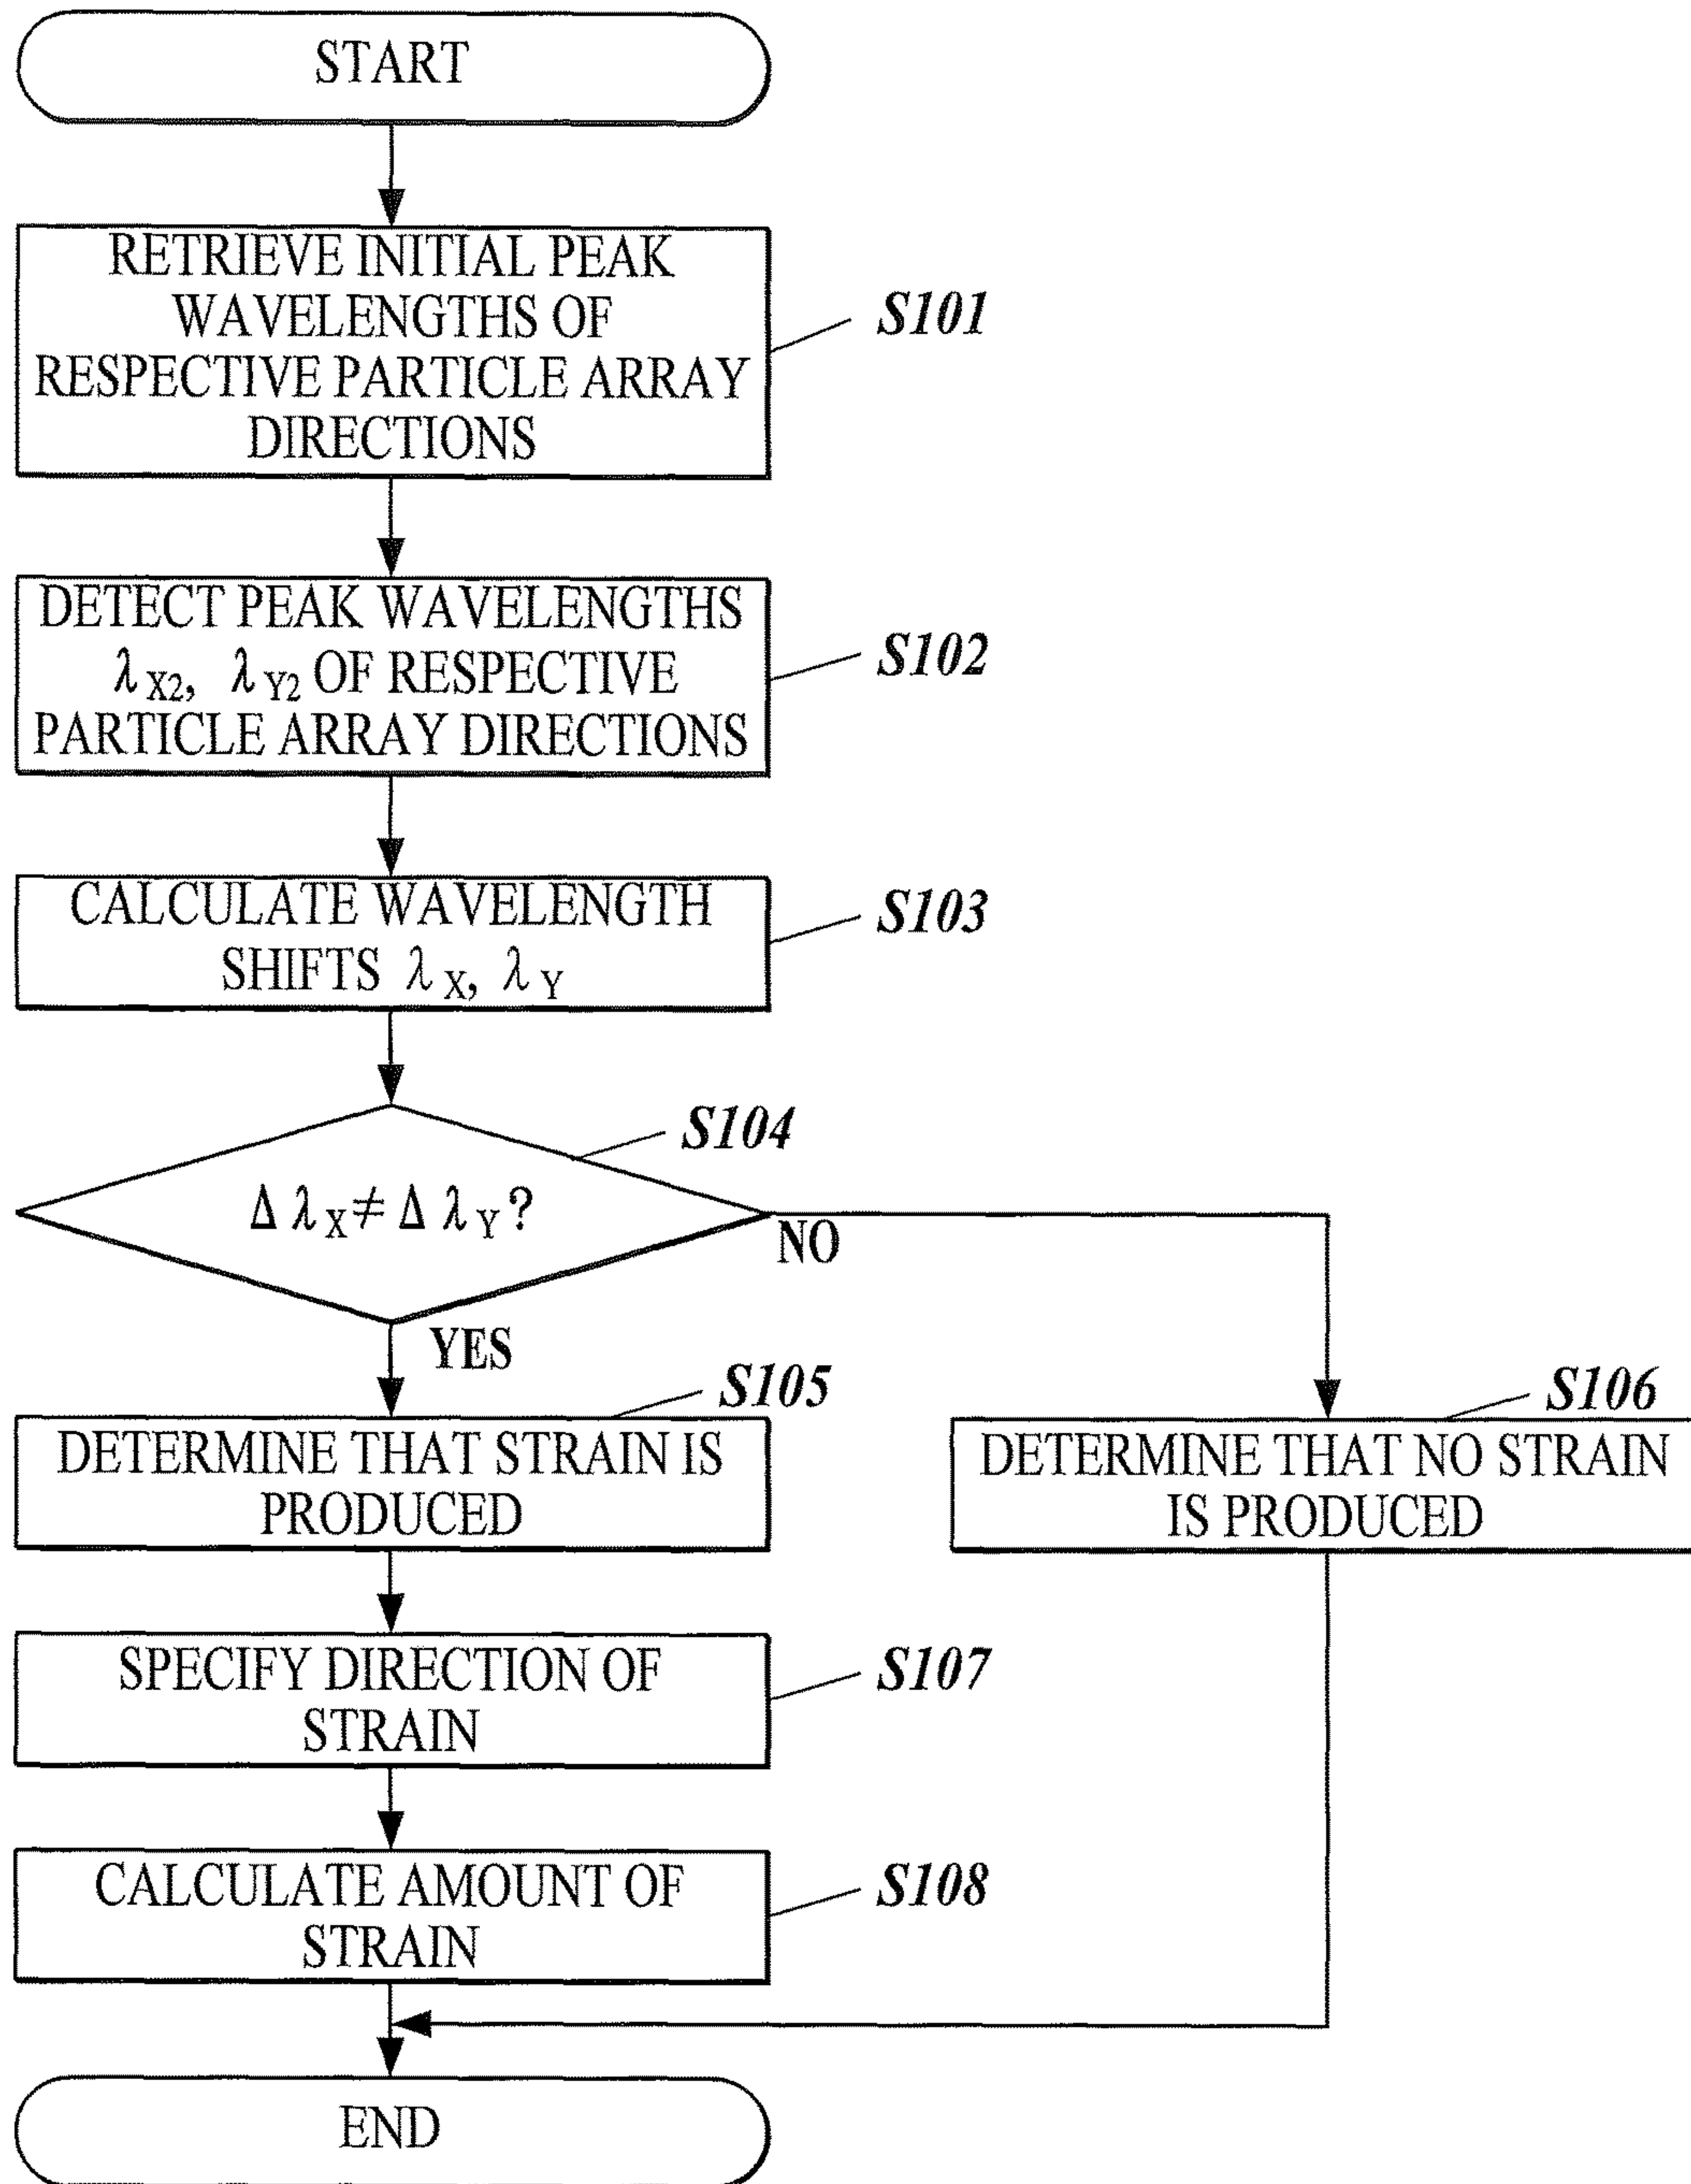 START
RETRIEVE INITIAL PEAK
WAVELENGTHS OF
RESPECTIVE PARTICLE ARRAY
DIRECTIONS
S101
DETECT PEAK WAVELENGTHS
λX2, λY2 OF RESPECTIVE
PARTICLE ARRAY DIRECTIONS
S102
CALCULATE WAVELENGTH
SHIFTS λX, λY
S103
S104
Δ λX ≠ Δ λY ?
NO
YES
S105
DETERMINE THAT STRAIN IS
PRODUCED
S106
DETERMINE THAT NO STRAIN
IS PRODUCED
SPECIFY DIRECTION OF
STRAIN
S107
CALCULATE AMOUNT OF
STRAIN
S108
END